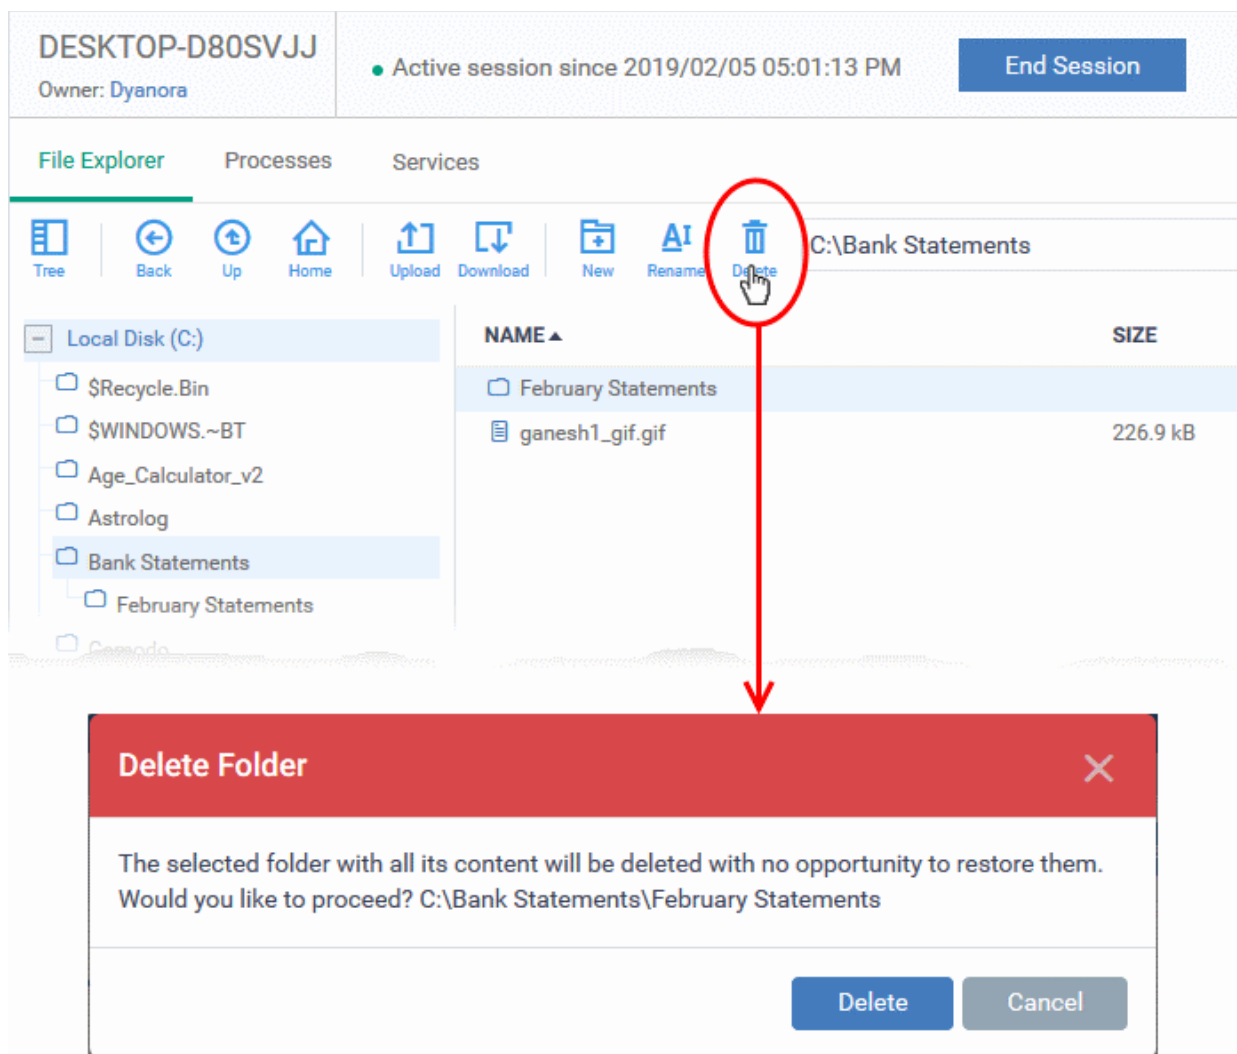 DESKTOP-D80SVJJ
Owner: Dyanora
Active session since 2019/02/05 05:01:13 PM
End Session
File Explorer Processes Services
Tree Back Up Home Upload Download New Rename Delete
C:\Bank Statements
Local Disk (C:)
$Recycle.Bin
$WINDOWS.~BT
Age_Calculator_v2
Astrolog
Bank Statements
February Statements
Comodo
NAME SIZE
February Statements
ganesh1_gif.gif 226.9 kB
Delete Folder
The selected folder with all its content will be deleted with no opportunity to restore them.
Would you like to proceed? C:\Bank Statements\February Statements
Delete Cancel